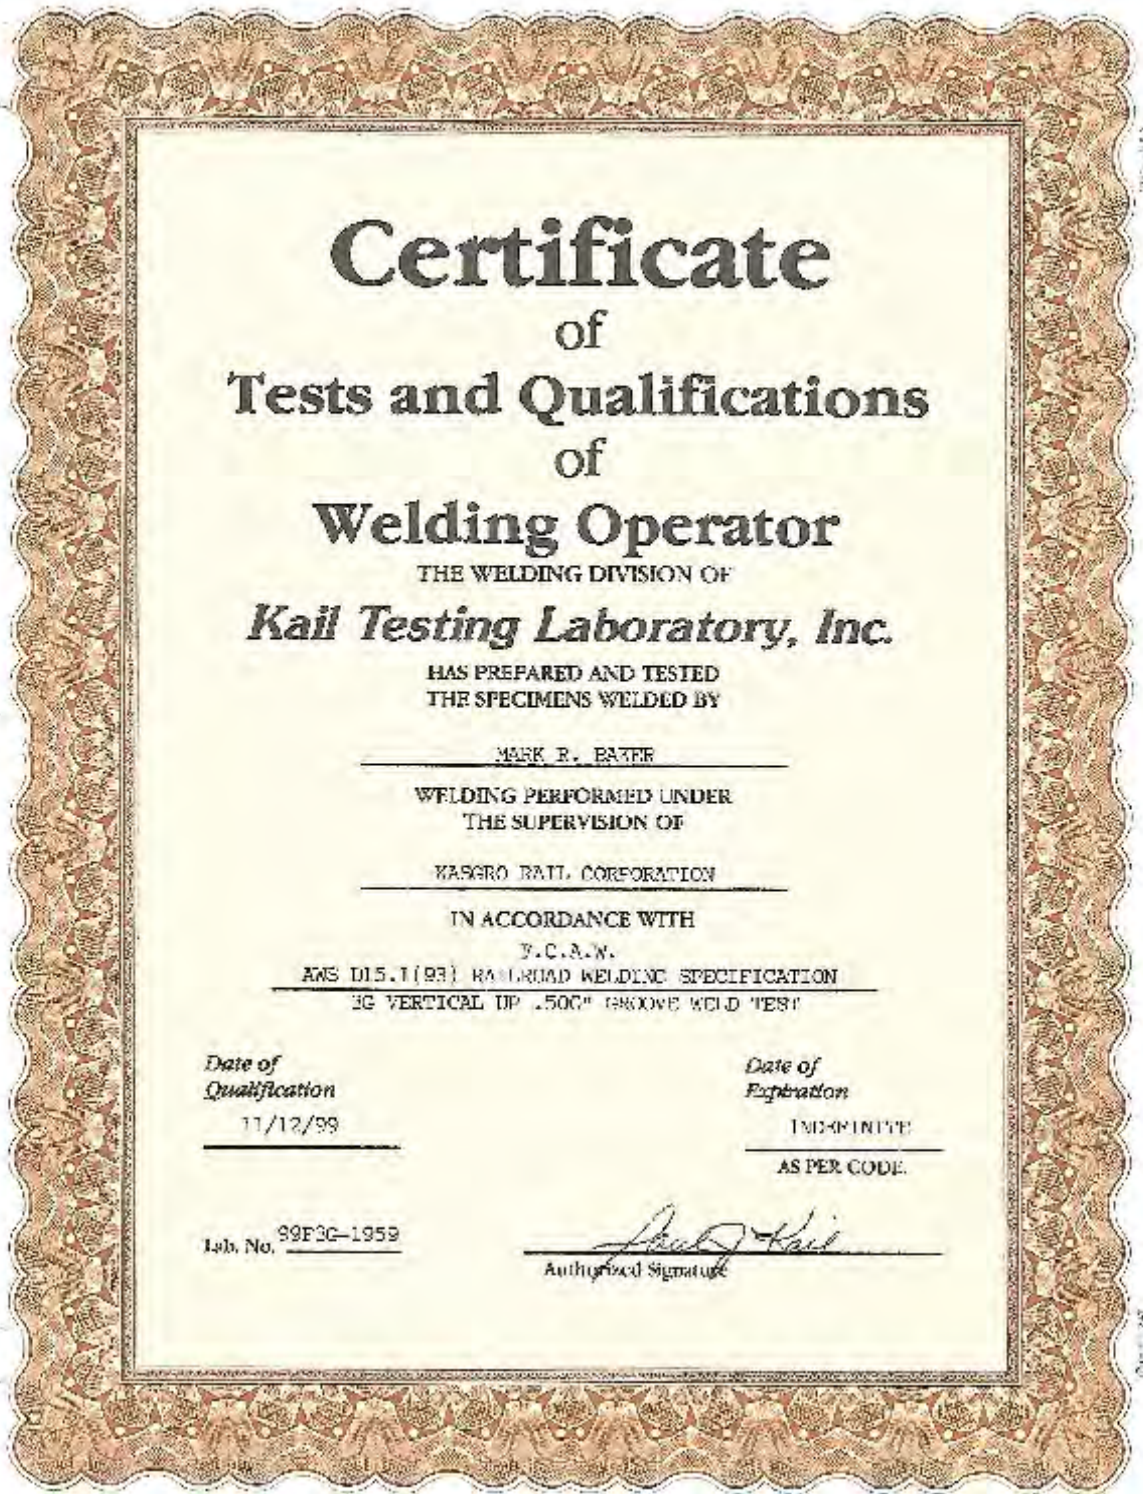 Certificate
of
Tests and Qualifications
of
Welding Operator
THE WELDING DIVISION OF
Kail Testing Laboratory, Inc.
HAS PREPARED AND TESTED
THE SPECIMENS WELDED BY
MARK R. BAKER
WELDING PERFORMED UNDER
THE SUPERVISION OF
KASGRO RAIL CORPORATION
IN ACCORDANCE WITH
F.C.A.W.
AWS D15.1(93) RAILROAD WELDING SPECIFICATION
3G VERTICAL UP .500" GROOVE WELD TEST
Date of
Qualification
11/12/99
Date of
Expiration
INDEFINITE
AS PER CODE.
Lab. No. 99F3G-1959
Paul J Kail
Authorized Signature